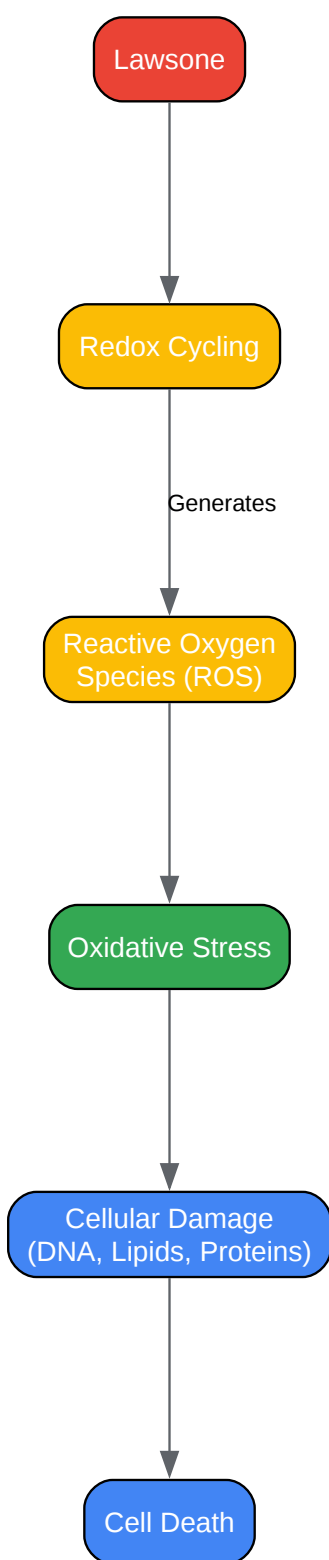 Lawsone
Redox Cycling
Generates
Reactive Oxygen
Species (ROS)
Oxidative Stress
Cellular Damage
(DNA, Lipids, Proteins)
Cell Death